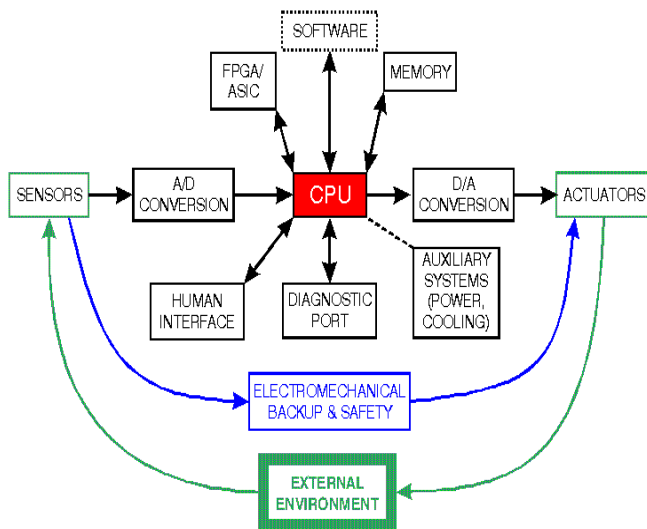 SOFTWARE
FPGA/
ASIC
MEMORY
SENSORS
A/D
CONVERSION
CPU
D/A
CONVERSION
ACTUATORS
HUMAN
INTERFACE
DIAGNOSTIC
PORT
AUXILIARY
SYSTEMS
(POWER,
COOLING)
ELECTROMECHANICAL
BACKUP & SAFETY
EXTERNAL
ENVIRONMENT